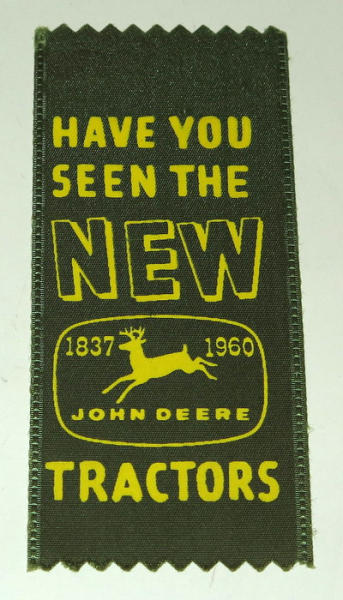 HAVE YOU
SEEN THE
NEW
1837 1960
JOHN DEERE
TRACTORS